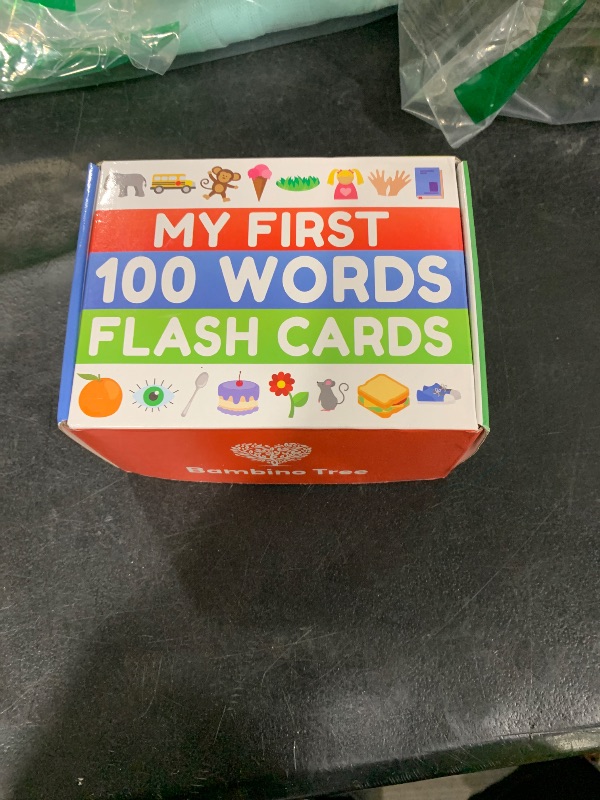 MY FIRST
100 WORDS
FLASH CARDS
Bambino Tree